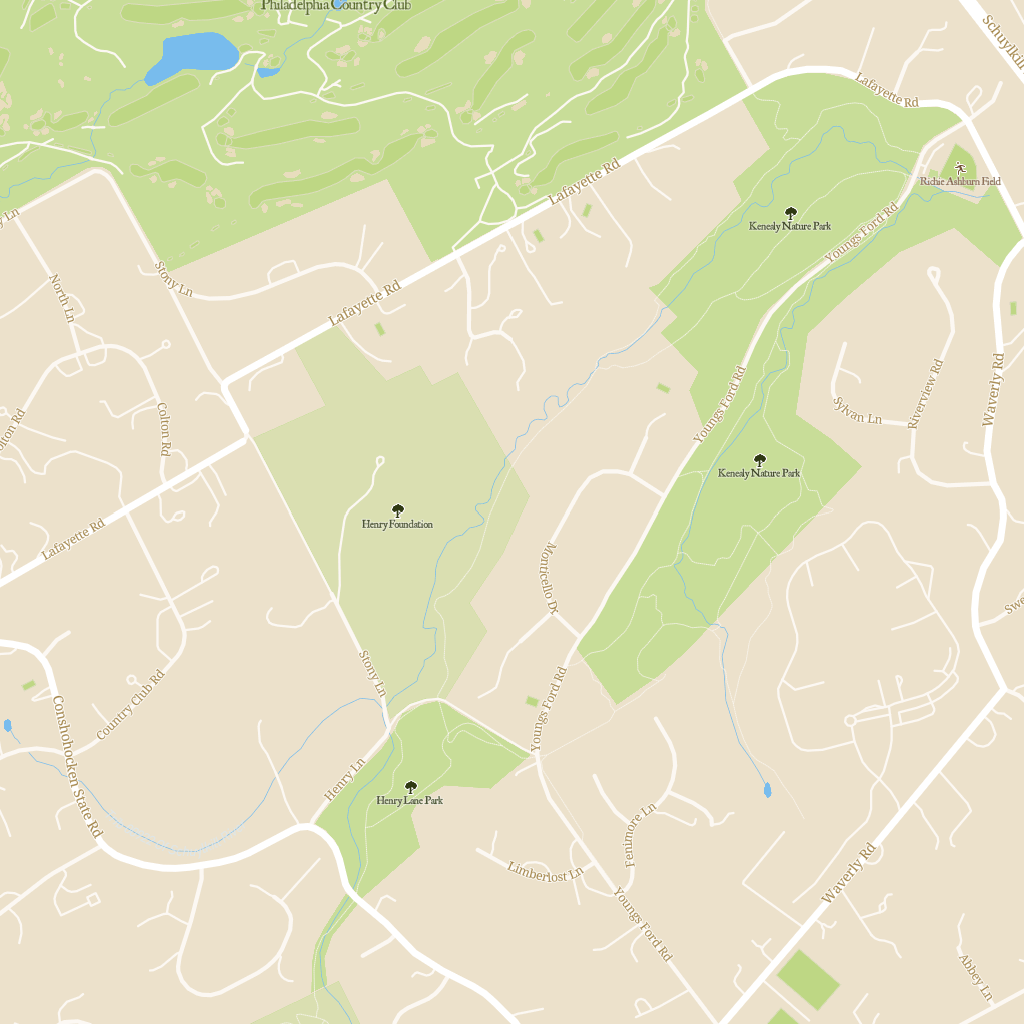 Philadelphia Country Club
Schuylkill
Lafayette Rd
Richie Ashburn Field
Lafayette Rd
Kenealy Nature Park
Youngs Ford Rd
Stony Ln
North Ln
Lafayette Rd
Waverly Rd
Riverview Rd
Sylvan Ln
Youngs Ford Rd
Colton Rd
Kenealy Nature Park
Henry Foundation
Lafayette Rd
Monticello Dr
Stony Ln
Country Club Rd
Youngs Ford Rd
Conshohocken State Rd
Henry Ln
Henry Lane Park
Fenimore Ln
Limberlost Ln
Waverly Rd
Youngs Ford Rd
Abbey Ln